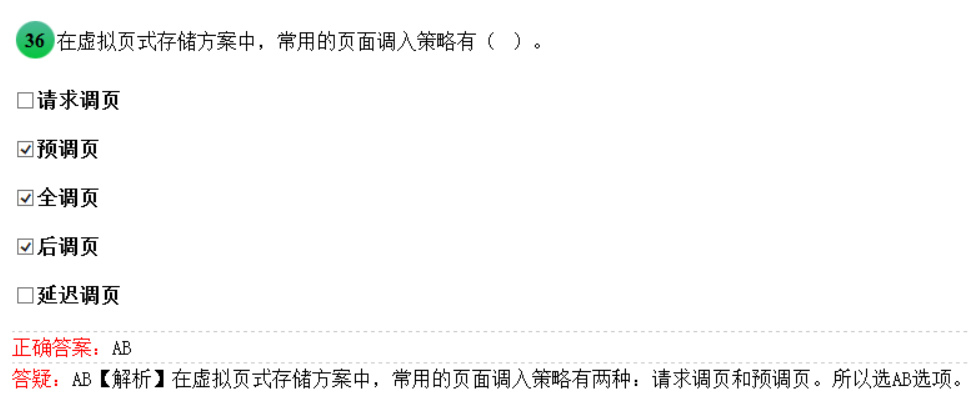 36 在虚拟页式存储方案中，常用的页面调入策略有（ ）。
请求调页
预调页
全调页
后调页
延迟调页
正确答案：AB
答疑：AB【解析】在虚拟页式存储方案中，常用的页面调入策略有两种：请求调页和预调页。所以选AB选项。